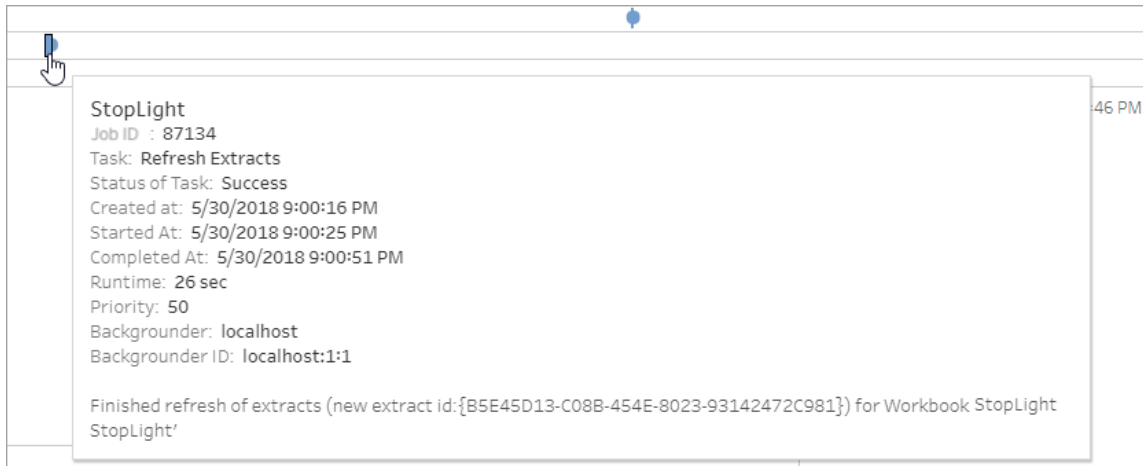 :46 PM
StopLight
Job ID : 87134
Task: Refresh Extracts
Status of Task: Success
Created at: 5/30/2018 9:00:16 PM
Started At: 5/30/2018 9:00:25 PM
Completed At: 5/30/2018 9:00:51 PM
Runtime: 26 sec
Priority: 50
Backgrounder: localhost
Backgrounder ID: localhost:1:1
Finished refresh of extracts (new extract id:{B5E45D13-C08B-454E-8023-93142472C981}) for Workbook StopLight
StopLight’